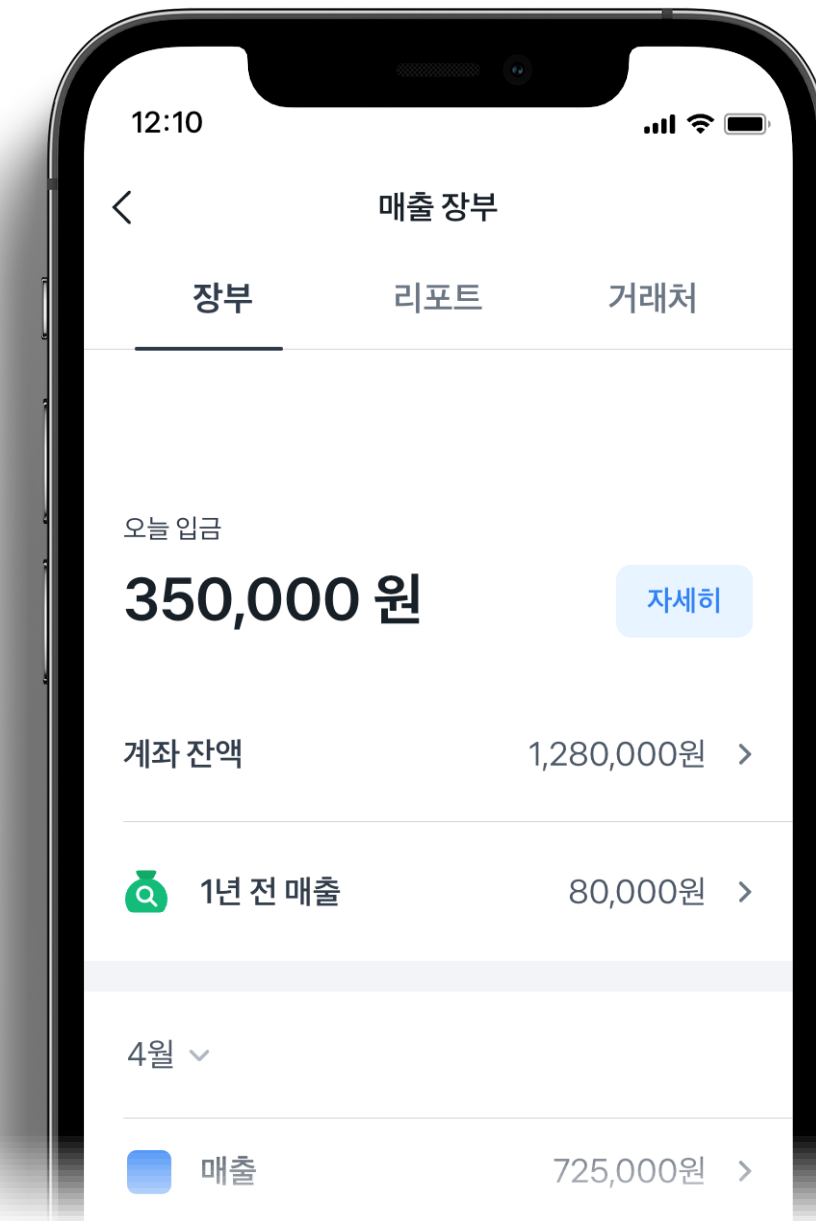 12:10
매출 장부
장부 리포트 거래처
오늘 입금
350,000 원 자세히
계좌 잔액 1,280,000원
1년 전 매출 80,000원
4월
매출 725,000원